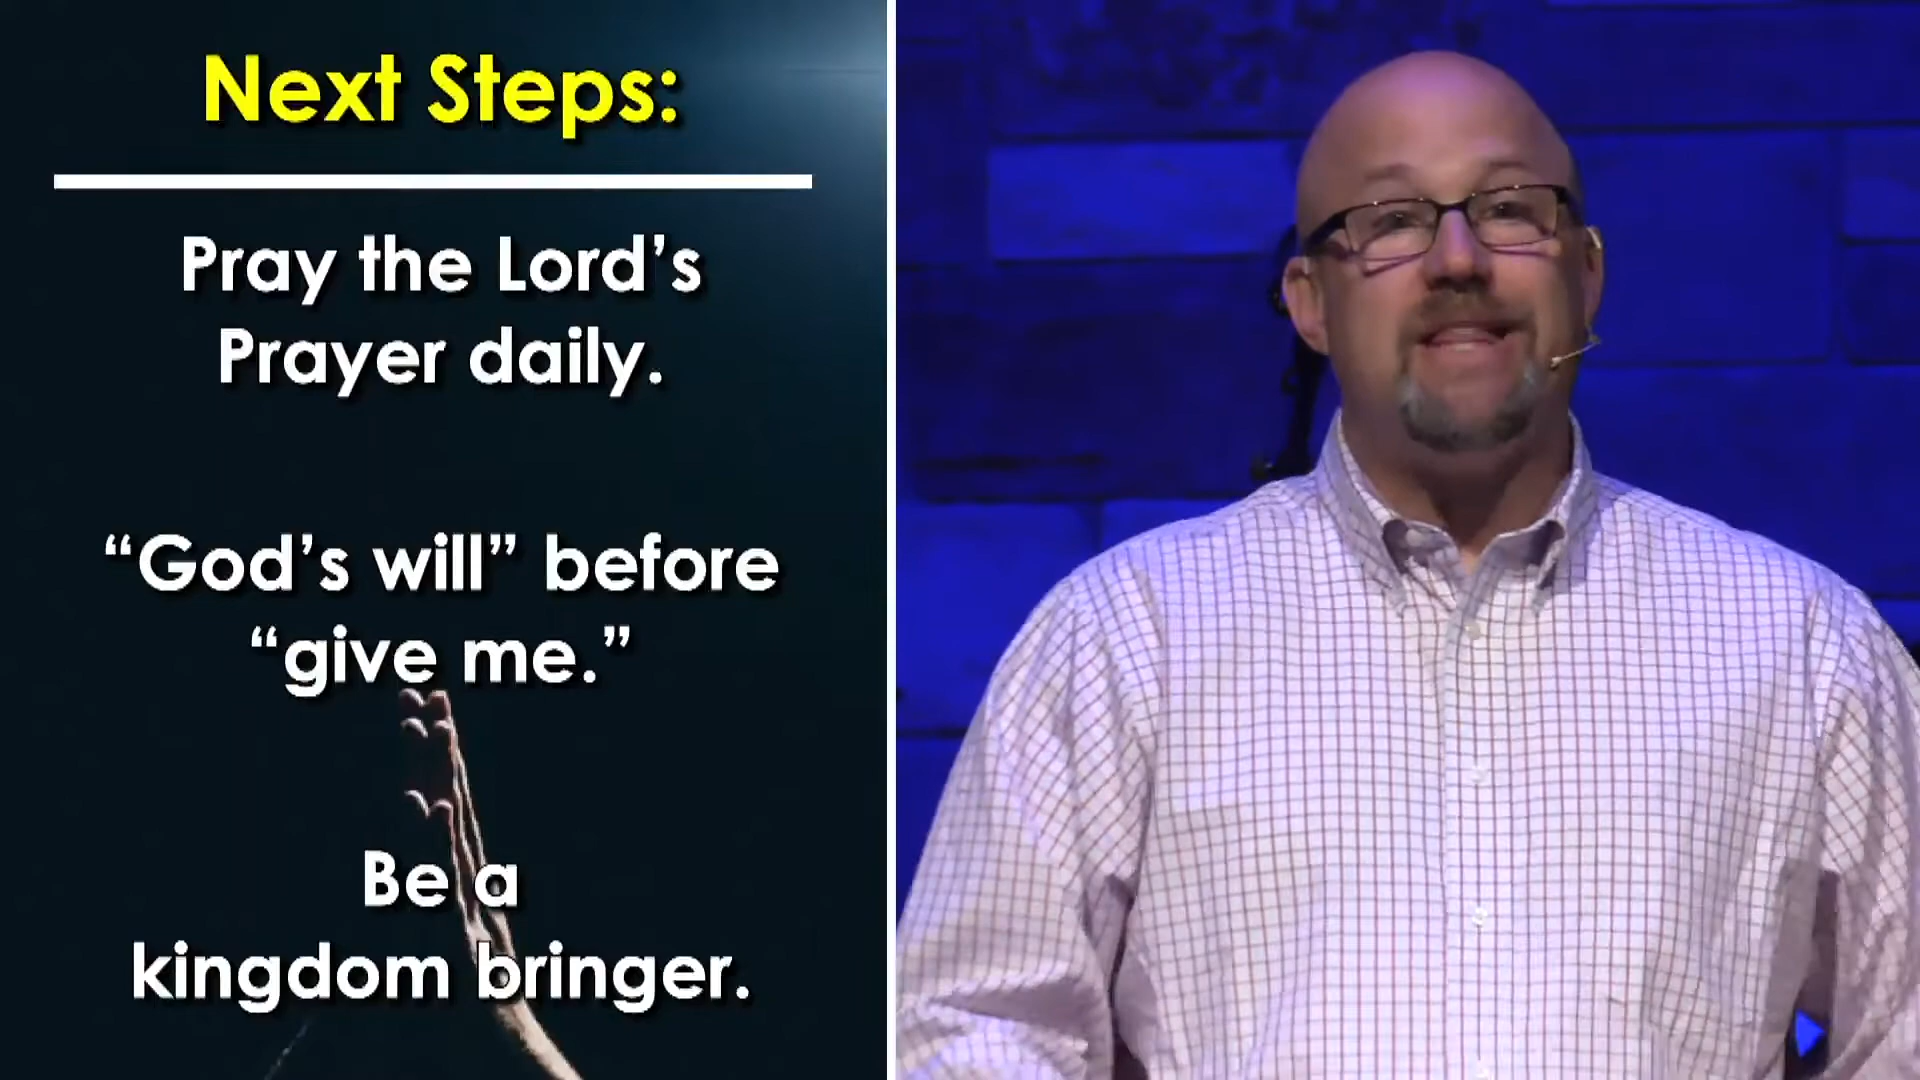 Next Steps:
Pray the Lord’s
Prayer daily.
“God’s will” before
“give me.”
Be a
kingdom bringer.